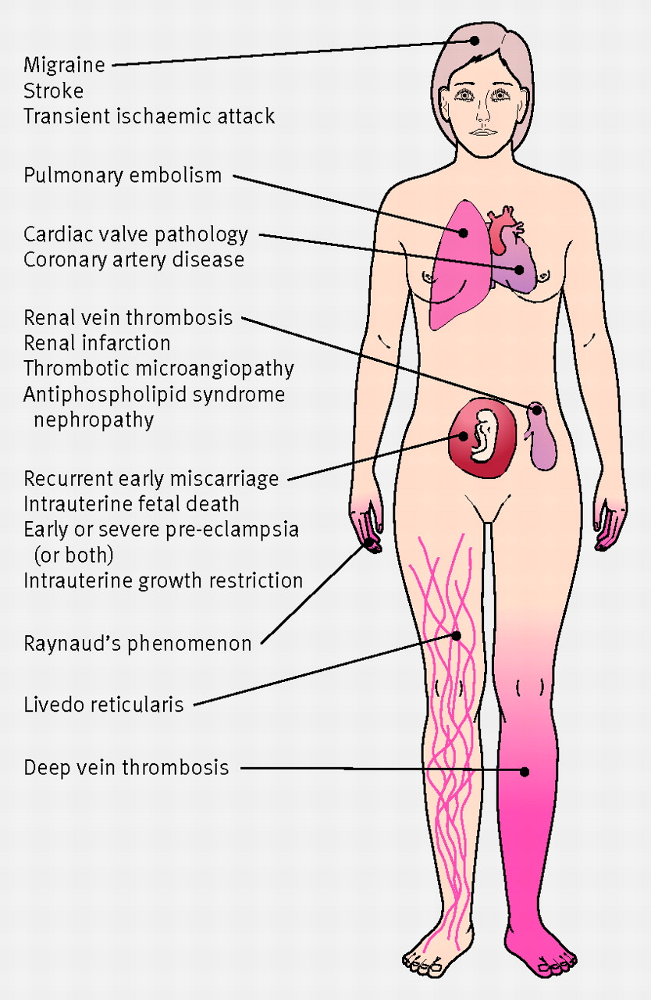 Migraine
Stroke
Transient ischaemic attack
Pulmonary embolism
Cardiac valve pathology
Coronary artery disease
Renal vein thrombosis
Renal infarction
Thrombotic microangiopathy
Antiphospholipid syndrome
nephropathy
Recurrent early miscarriage
Intrauterine fetal death
Early or severe pre-eclampsia
(or both)
Intrauterine growth restriction
Raynaud's phenomenon
Livedo reticularis
Deep vein thrombosis